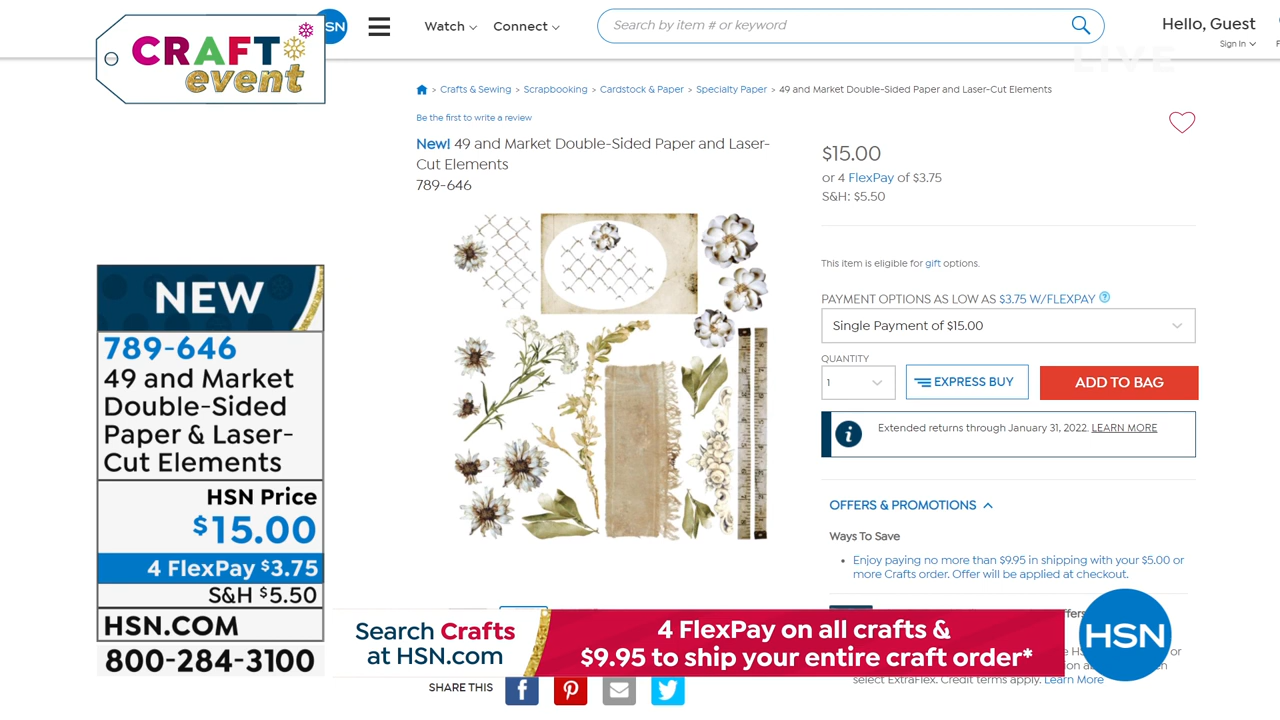 CRAFT
event
HSN
Watch
Connect
Search by item # or keyword
Hello, Guest
Sign In
LIVE
> Crafts & Sewing > Scrapbooking > Cardstock & Paper > Specialty Paper > 49 and Market Double-Sided Paper and Laser-Cut Elements
Be the first to write a review
New! 49 and Market Double-Sided Paper and Laser-
Cut Elements
789-646
$15.00
or 4 FlexPay of $3.75
S&H: $5.50
This item is eligible for gift options.
PAYMENT OPTIONS AS LOW AS $3.75 W/FLEXPAY ?
Single Payment of $15.00
QUANTITY
1
EXPRESS BUY
ADD TO BAG
Extended returns through January 31, 2022. LEARN MORE
OFFERS & PROMOTIONS
Ways To Save
• Enjoy paying no more than $9.95 in shipping with your $5.00 or
more Crafts order. Offer will be applied at checkout.
select ExtraFlex. Credit terms apply. Learn More
NEW
789-646
49 and Market
Double-Sided
Paper & Laser-
Cut Elements
HSN Price
$15.00
4 FlexPay $3.75
S&H $5.50
HSN.COM
800-284-3100
Search Crafts
at HSN.com
4 FlexPay on all crafts &
$9.95 to ship your entire craft order*
HSN
SHARE THIS